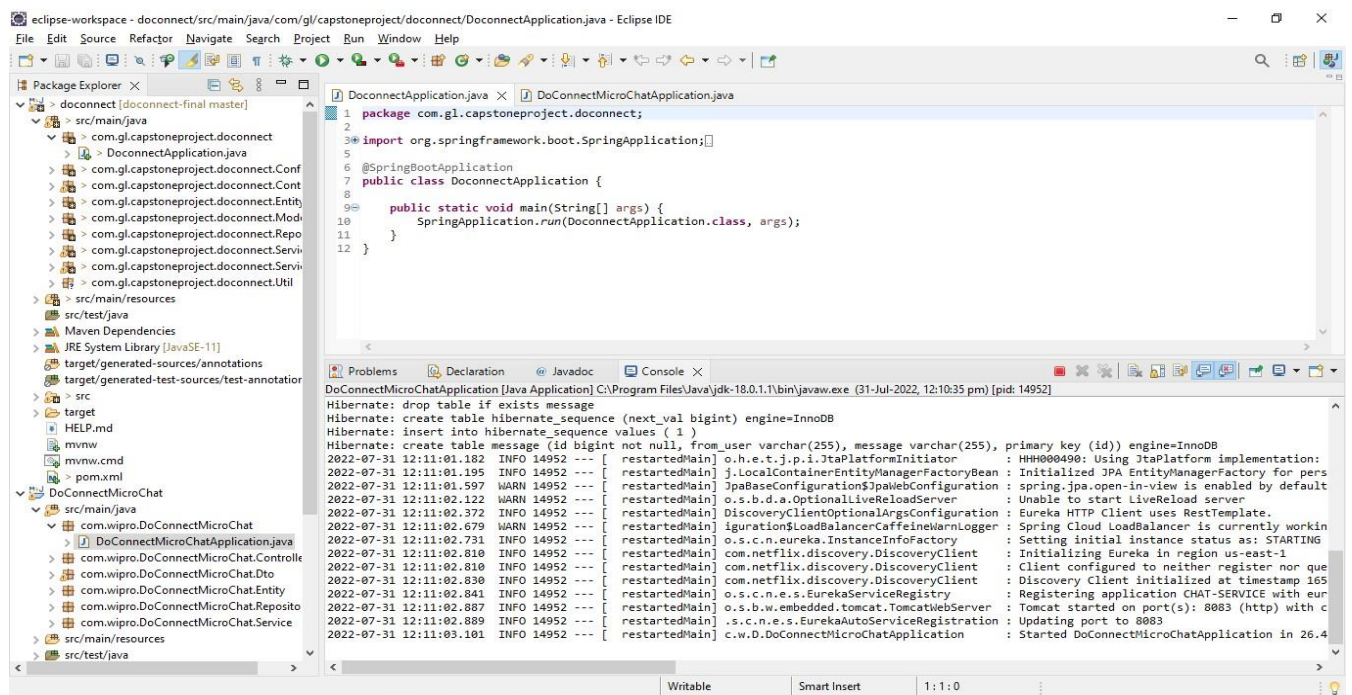 eclipse-workspace - doconnect/src/main/java/com/gl/capstoneproject/doconnect/DoconnectApplication.java - Eclipse IDE
File Edit Source Refactor Navigate Search Project Run Window Help
Package Explorer
> doconnect [doconnect-final master]
> src/main/java
> com.gl.capstoneproject.doconnect
> DoconnectApplication.java
> com.gl.capstoneproject.doconnect.Conf
> com.gl.capstoneproject.doconnect.Cont
> com.gl.capstoneproject.doconnect.Entity
> com.gl.capstoneproject.doconnect.Mode
> com.gl.capstoneproject.doconnect.Repo
> com.gl.capstoneproject.doconnect.Servi
> com.gl.capstoneproject.doconnect.Servi
> com.gl.capstoneproject.doconnect.Util
> src/main/resources
src/test/java
Maven Dependencies
JRE System Library [JavaSE-11]
target/generated-sources/annotations
target/generated-test-sources/test-annotation
> src
> target
HELP.md
mvnw
mvnw.cmd
> pom.xml
DoConnectMicroChat
src/main/java
com.wipro.DoConnectMicroChat
DoConnectMicroChatApplication.java
com.wipro.DoConnectMicroChat.Controlle
com.wipro.DoConnectMicroChat.Dto
com.wipro.DoConnectMicroChat.Entity
com.wipro.DoConnectMicroChat.Reposito
com.wipro.DoConnectMicroChat.Service
src/main/resources
src/test/java
DoconnectApplication.java DoConnectMicroChatApplication.java
1 package com.gl.capstoneproject.doconnect;
2
3 import org.springframework.boot.SpringApplication;
5
6 @SpringBootApplication
7 public class DoconnectApplication {
8
9 public static void main(String[] args) {
10 SpringApplication.run(DoconnectApplication.class, args);
11 }
12 }
Problems Declaration @ Javadoc Console
DoConnectMicroChatApplication [Java Application] C:\Program Files\Java\jdk-18.0.1.1\bin\javaw.exe (31-Jul-2022, 12:10:35 pm) [pid: 14952]
Hibernate: drop table if exists message
Hibernate: create table hibernate_sequence (next_val bigint) engine=InnoDB
Hibernate: insert into hibernate_sequence values ( 1 )
Hibernate: create table message (id bigint not null, from_user varchar(255), message varchar(255), primary key (id)) engine=InnoDB
2022-07-31 12:11:01.182 INFO 14952 --- [ restartedMain] o.h.e.t.j.p.i.JtaPlatformInitiator : HHH000490: Using JtaPlatform implementation:
2022-07-31 12:11:01.195 INFO 14952 --- [ restartedMain] j.LocalContainerEntityManagerFactoryBean : Initialized JPA EntityManagerFactory for pers
2022-07-31 12:11:01.597 WARN 14952 --- [ restartedMain] JpaBaseConfiguration$JpaWebConfiguration : spring.jpa.open-in-view is enabled by default
2022-07-31 12:11:02.122 WARN 14952 --- [ restartedMain] o.s.b.d.a.OptionalLiveReloadServer : Unable to start LiveReload server
2022-07-31 12:11:02.372 INFO 14952 --- [ restartedMain] DiscoveryClientOptionalArgsConfiguration : Eureka HTTP Client uses RestTemplate.
2022-07-31 12:11:02.679 WARN 14952 --- [ restartedMain] iguration$LoadBalancerCaffeineWarnLogger : Spring Cloud LoadBalancer is currently workin
2022-07-31 12:11:02.731 INFO 14952 --- [ restartedMain] o.s.c.n.eureka.InstanceInfoFactory : Setting initial instance status as: STARTING
2022-07-31 12:11:02.810 INFO 14952 --- [ restartedMain] com.netflix.discovery.DiscoveryClient : Initializing Eureka in region us-east-1
2022-07-31 12:11:02.810 INFO 14952 --- [ restartedMain] com.netflix.discovery.DiscoveryClient : Client configured to neither register nor que
2022-07-31 12:11:02.830 INFO 14952 --- [ restartedMain] com.netflix.discovery.DiscoveryClient : Discovery Client initialized at timestamp 165
2022-07-31 12:11:02.841 INFO 14952 --- [ restartedMain] o.s.c.n.e.s.EurekaServiceRegistry : Registering application CHAT-SERVICE with eur
2022-07-31 12:11:02.887 INFO 14952 --- [ restartedMain] o.s.b.w.embedded.tomcat.TomcatWebServer : Tomcat started on port(s): 8083 (http) with c
2022-07-31 12:11:02.889 INFO 14952 --- [ restartedMain] .s.c.n.e.s.EurekaAutoServiceRegistration : Updating port to 8083
2022-07-31 12:11:03.101 INFO 14952 --- [ restartedMain] c.w.D.DoConnectMicroChatApplication : Started DoConnectMicroChatApplication in 26.4
Writable Smart Insert 1:1:0